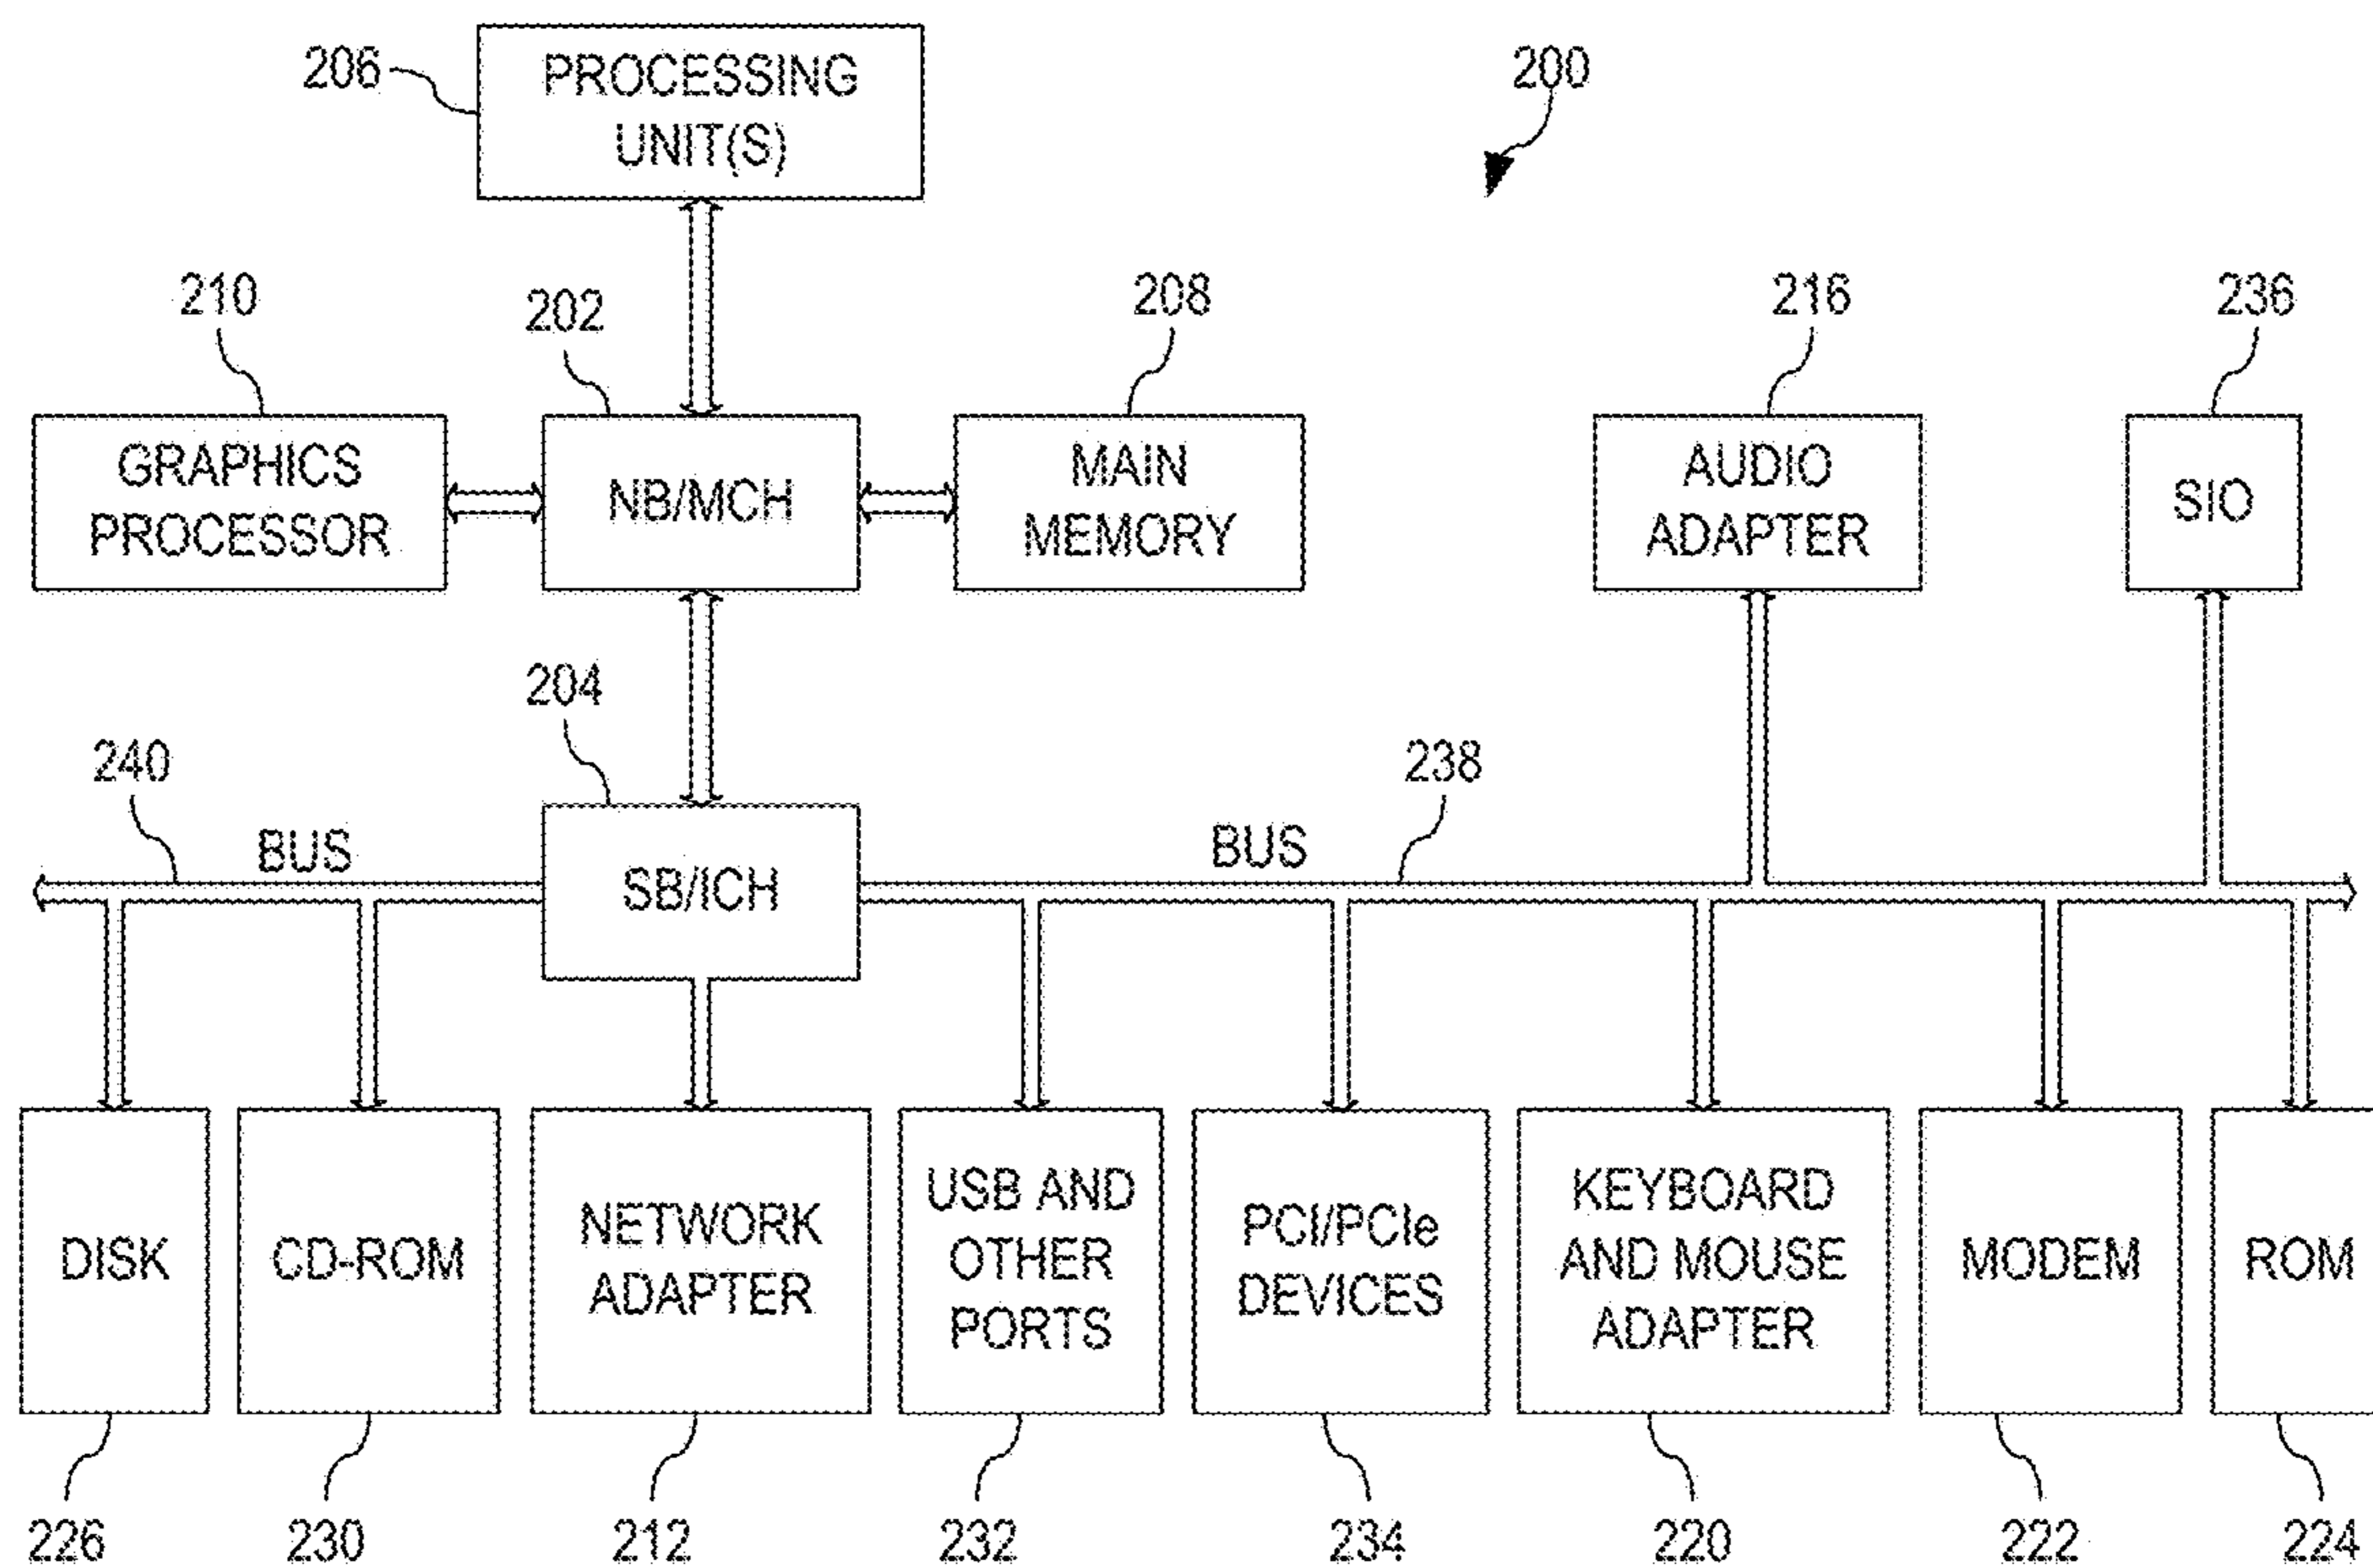 206
PROCESSING
UNIT(S)
200
210
202
208
216
236
GRAPHICS
PROCESSOR
NB/MCH
MAIN
MEMORY
AUDIO
ADAPTER
SIO
204
240
238
BUS
BUS
SB/ICH
DISK
CD-ROM
NETWORK
ADAPTER
USB AND
OTHER
PORTS
PCI/PCIe
DEVICES
KEYBOARD
AND MOUSE
ADAPTER
MODEM
ROM
226
230
212
232
234
220
222
224